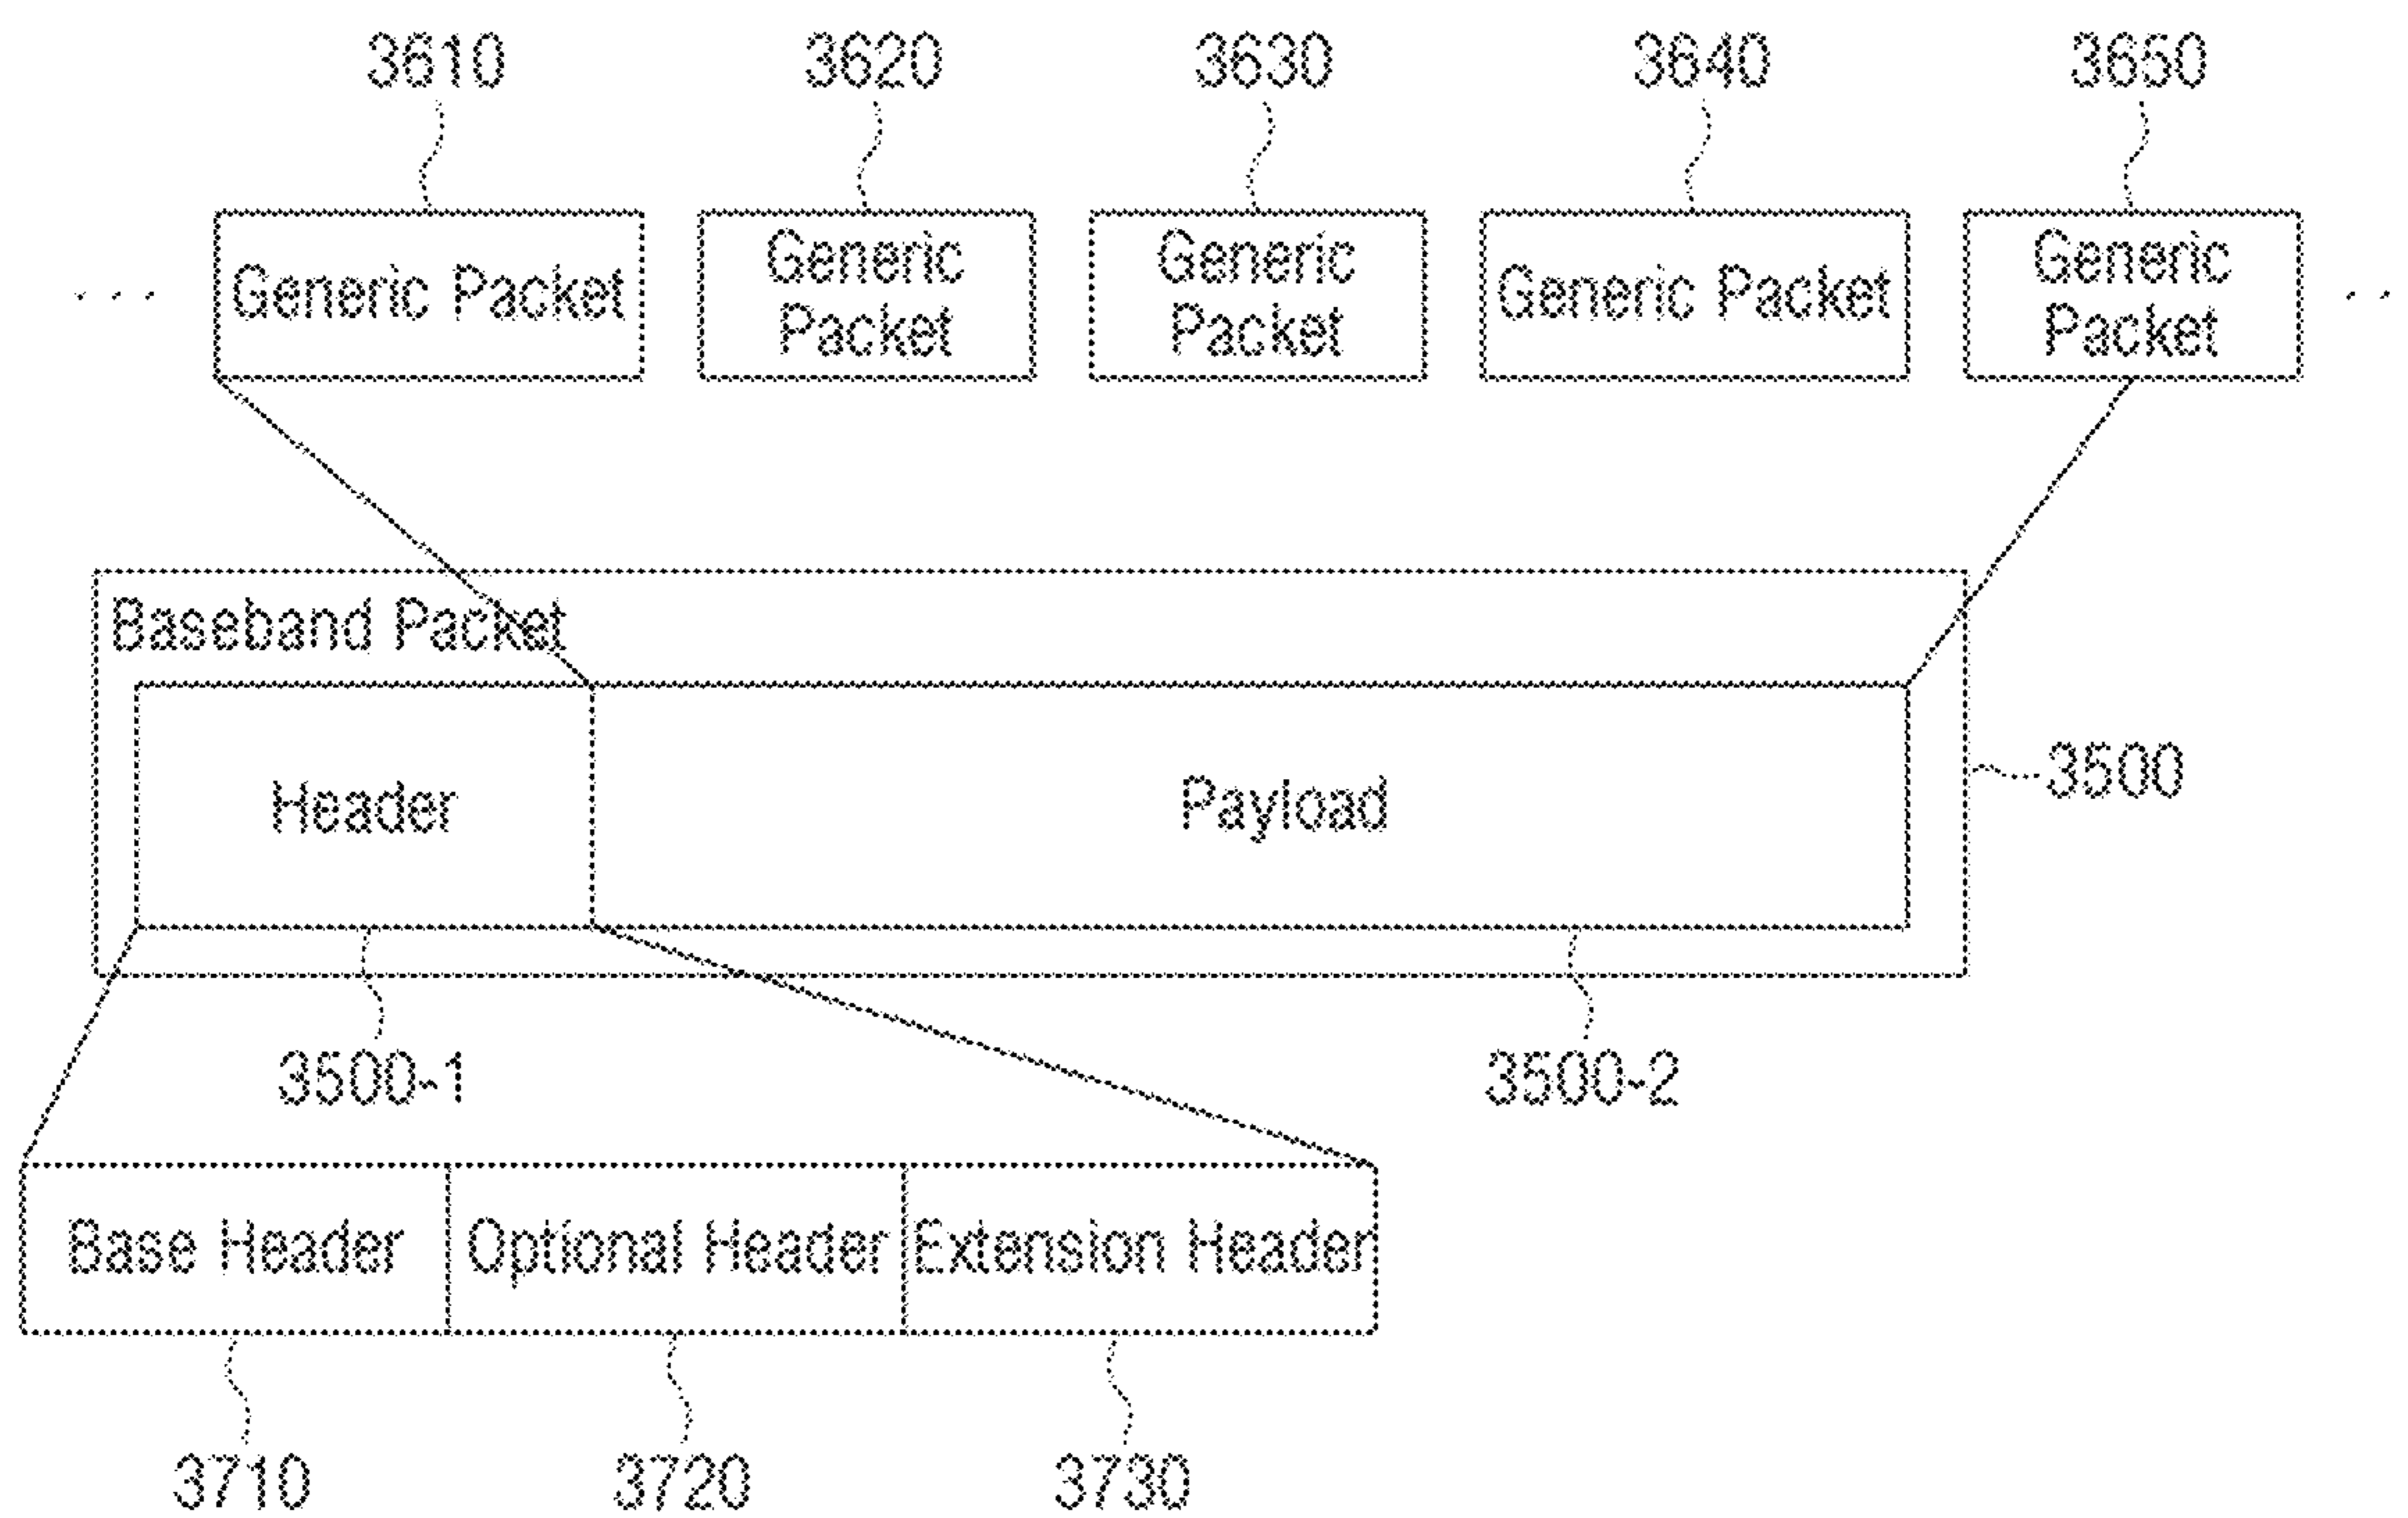 3610 3620 3630 3640 3650
Generic Packet Generic Packet Generic Packet Generic Packet Generic Packet
Baseband Packet
Header Payload
3500
3500-1 3500-2
Base Header Optional Header Extension Header
3710 3720 3730